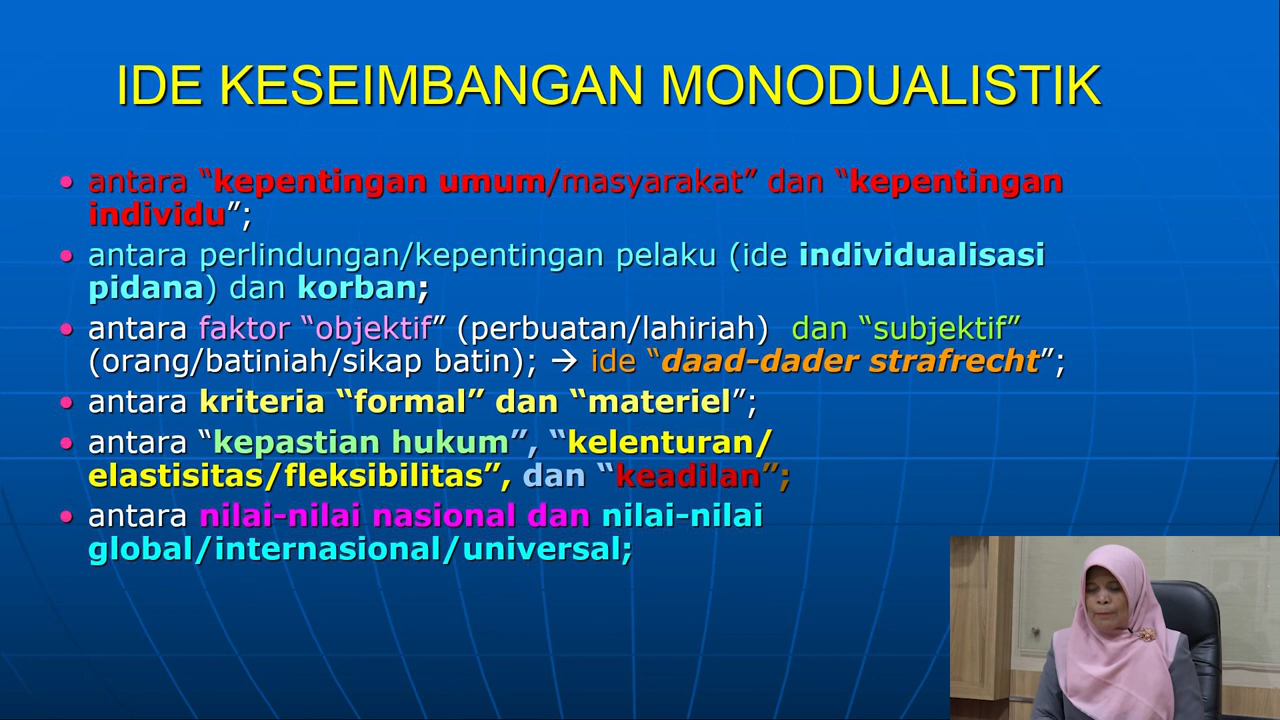 IDE KESEIMBANGAN MONODUALISTIK
• antara “kepentingan umum/masyarakat” dan “kepentingan
individu”;
• antara perlindungan/kepentingan pelaku (ide individualisasi
pidana) dan korban;
• antara faktor “objektif” (perbuatan/lahiriah) dan “subjektif”
(orang/batiniah/sikap batin); → ide “daad-dader strafrecht”;
• antara kriteria “formal” dan “materiel”;
• antara “kepastian hukum”, “kelenturan/
elastisitas/fleksibilitas”, dan “keadilan”;
• antara nilai-nilai nasional dan nilai-nilai
global/internasional/universal;